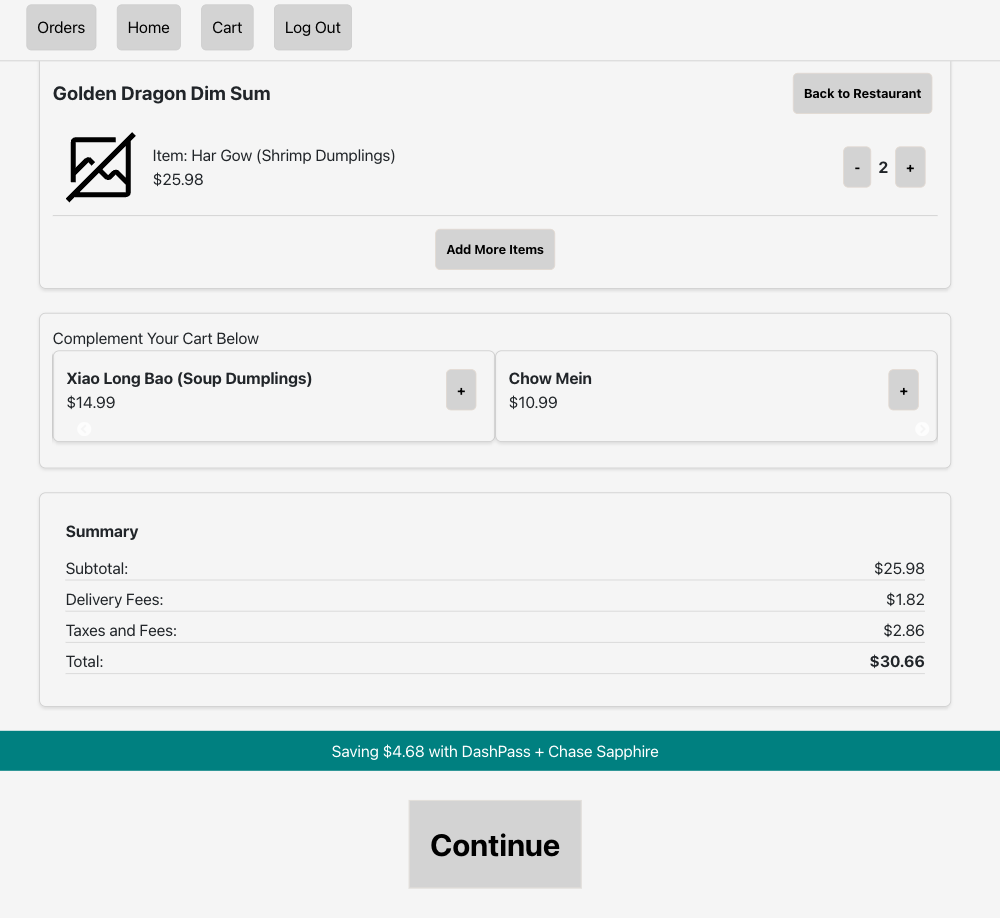 Orders Home Cart Log Out
Golden Dragon Dim Sum
Back to Restaurant
Item: Har Gow (Shrimp Dumplings)
$25.98
- 2 +
Add More Items
Complement Your Cart Below
Xiao Long Bao (Soup Dumplings)
$14.99
+
Chow Mein
$10.99
+
Summary
Subtotal: $25.98
Delivery Fees: $1.82
Taxes and Fees: $2.86
Total: $30.66
Saving $4.68 with DashPass + Chase Sapphire
Continue